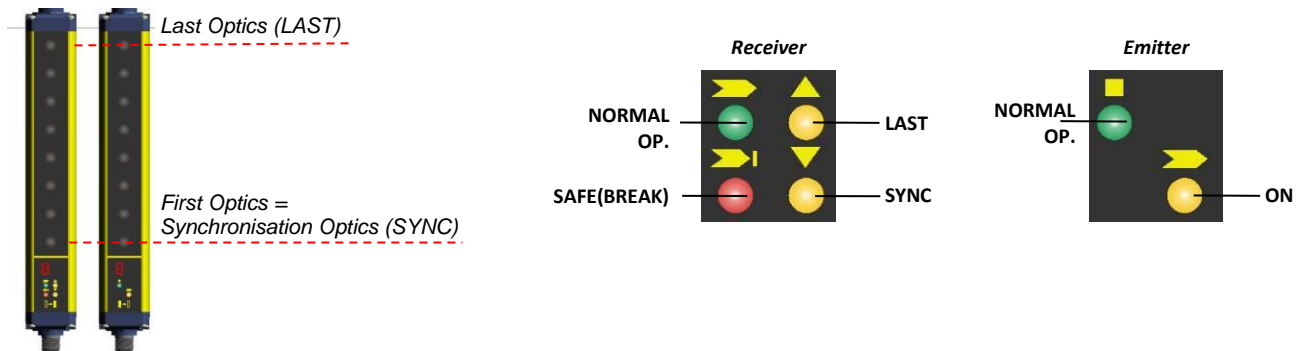 Last Optics (LAST)
First Optics =
Synchronisation Optics (SYNC)
Receiver
NORMAL
OP.
LAST
SAFE(BREAK)
SYNC
Emitter
NORMAL
OP.
ON